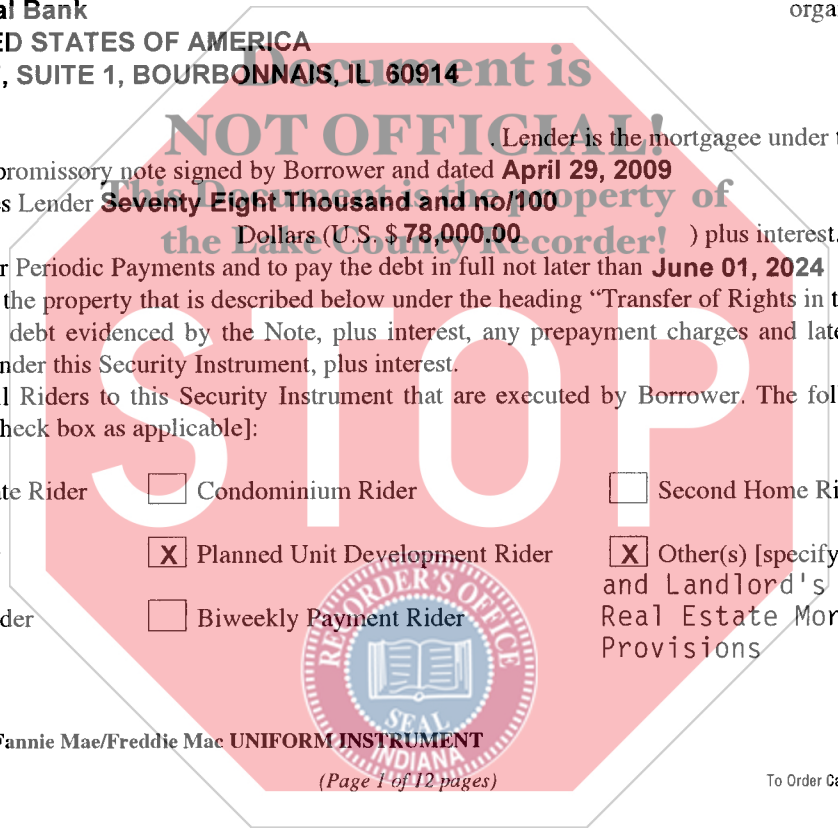 al Bank orga
ED STATES OF AMERICA
, SUITE 1, BOURBONNAIS, IL 60914
Document is
NOT OFFICIAL!
. Lender is the mortgagee under
promissory note signed by Borrower and dated April 29, 2009
This Document is the property of
s Lender Seventy Eight Thousand and no/100
the Lake County Recorder!
Dollars (U.S. $ 78,000.00 ) plus interest.
r Periodic Payments and to pay the debt in full not later than June 01, 2024
the property that is described below under the heading “Transfer of Rights in t
debt evidenced by the Note, plus interest, any prepayment charges and late
nder this Security Instrument, plus interest.
l Riders to this Security Instrument that are executed by Borrower. The fol
heck box as applicable]:
STOP
te Rider Condominium Rider Second Home Ri
X Planned Unit Development Rider X Other(s) [specify
and Landlord's
der Biweekly Payment Rider Real Estate Mor
Provisions
RECORDER'S OFFICE
SEAL
INDIANA
Fannie Mae/Freddie Mac UNIFORM INSTRUMENT
(Page 1 of 12 pages) To Order Ca